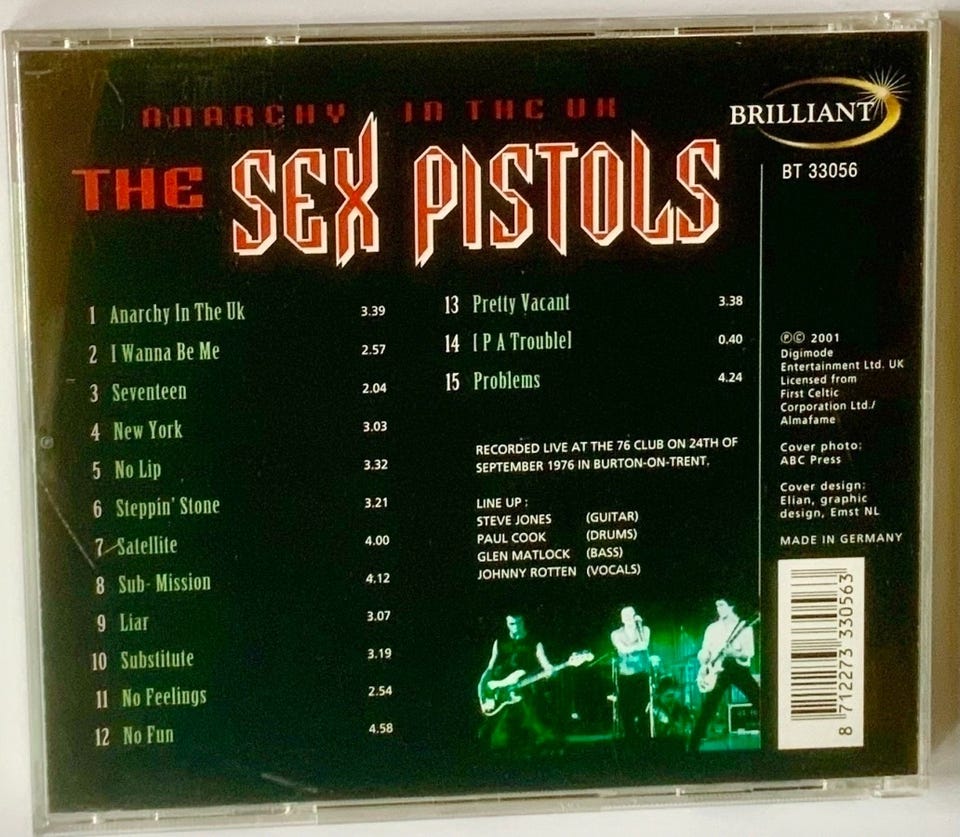 ANARCHY IN THE UK
THE SEX PISTOLS
BRILLIANT
BT 33056
1 Anarchy In The Uk 3.39
2 I Wanna Be Me 2.57
3 Seventeen 2.04
4 New York 3.03
5 No Lip 3.32
6 Steppin' Stone 3.21
7 Satellite 4.00
8 Sub- Mission 4.12
9 Liar 3.07
10 Substitute 3.19
11 No Feelings 2.54
12 No Fun 4.58
13 Pretty Vacant 3.38
14 I P A Troublel 0.40
15 Problems 4.24
RECORDED LIVE AT THE 76 CLUB ON 24TH OF
SEPTEMBER 1976 IN BURTON-ON-TRENT.
LINE UP :
STEVE JONES (GUITAR)
PAUL COOK (DRUMS)
GLEN MATLOCK (BASS)
JOHNNY ROTTEN (VOCALS)
℗© 2001
Digimode
Entertainment Ltd. UK
Licensed from
First Celtic
Corporation Ltd./
Almafame
Cover photo:
ABC Press
Cover design:
Elian, graphic
design, Emst NL
MADE IN GERMANY
8 712273 330563